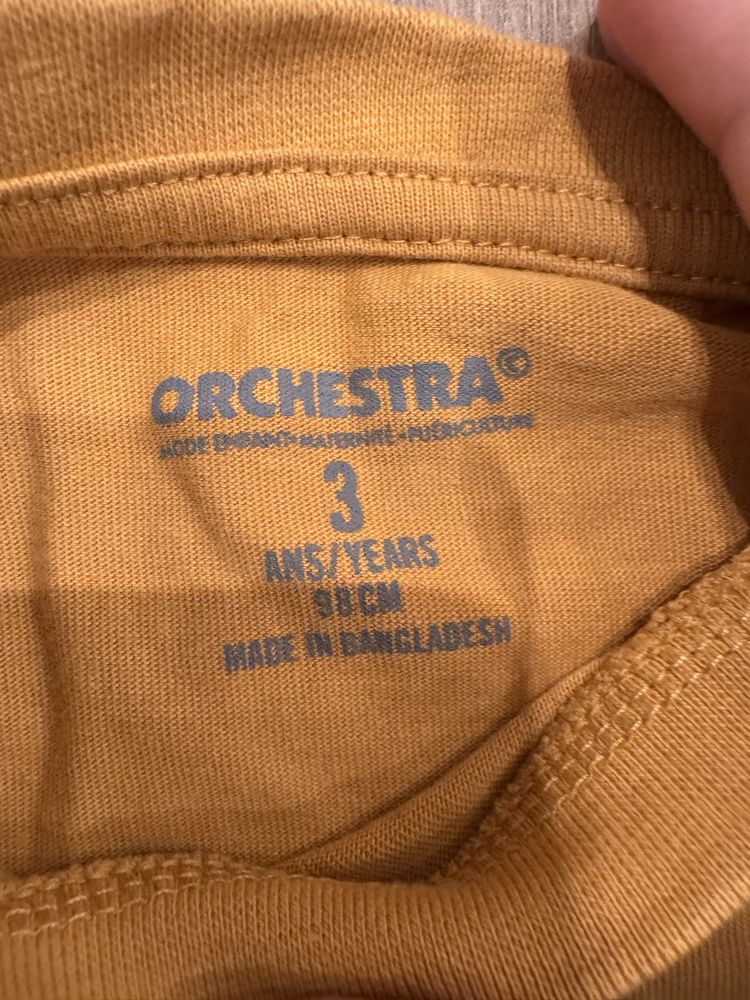 ORCHESTRA©
MODE ENFANT•MATERNITÉ•PUÉRICULTURE
3
ANS/YEARS
98 CM
MADE IN BANGLADESH